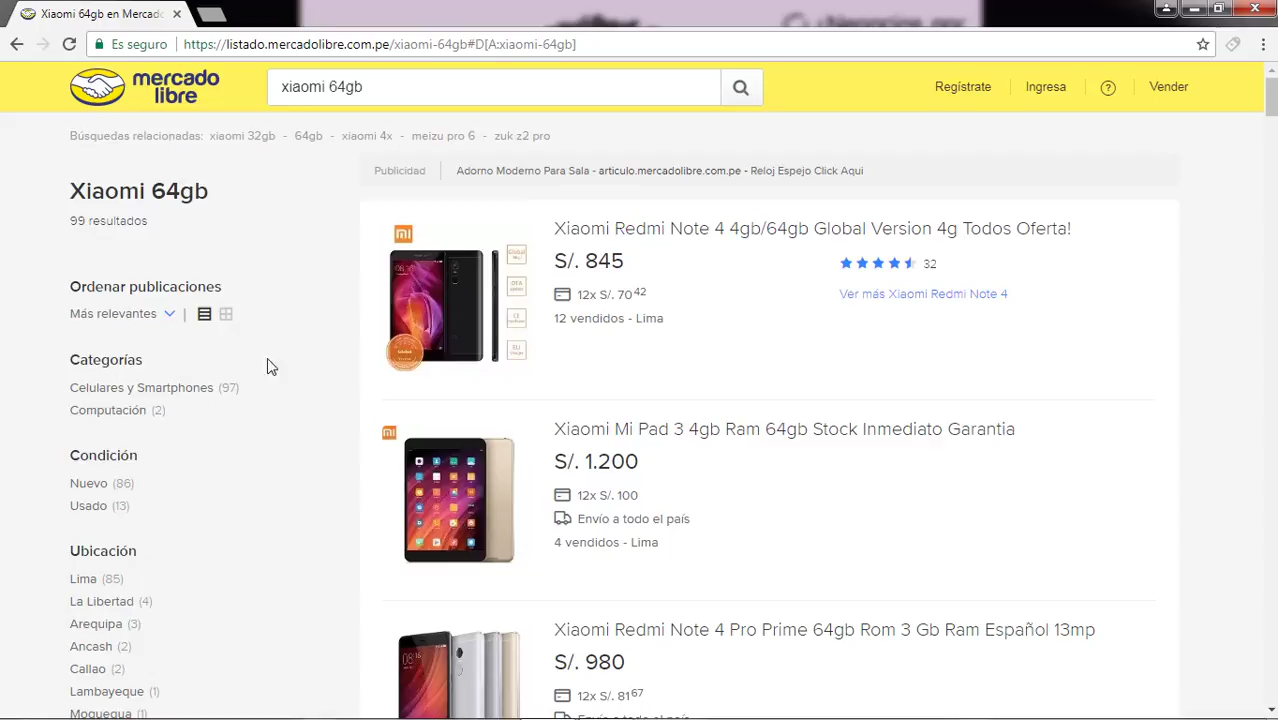 Xiaomi 64gb en Mercado
Es seguro
https://listado.mercadolibre.com.pe/xiaomi-64gb#D[A:xiaomi-64gb]
mercado
libre
xiaomi 64gb
Regístrate
Ingresa
?
Vender
Búsquedas relacionadas: xiaomi 32gb - 64gb - xiaomi 4x - meizu pro 6 - zuk z2 pro
Publicidad
Adorno Moderno Para Sala - articulo.mercadolibre.com.pe - Reloj Espejo Click Aqui
Xiaomi 64gb
99 resultados
Ordenar publicaciones
Más relevantes
Categorías
Celulares y Smartphones (97)
Computación (2)
Condición
Nuevo (86)
Usado (13)
Ubicación
Lima (85)
La Libertad (4)
Arequipa (3)
Ancash (2)
Callao (2)
Lambayeque (1)
Moquegua (1)
Xiaomi Redmi Note 4 4gb/64gb Global Version 4g Todos Oferta!
S/. 845
32
12x S/. 70 42
Ver más Xiaomi Redmi Note 4
12 vendidos - Lima
Xiaomi Mi Pad 3 4gb Ram 64gb Stock Inmediato Garantia
S/. 1.200
12x S/. 100
Envío a todo el país
4 vendidos - Lima
Xiaomi Redmi Note 4 Pro Prime 64gb Rom 3 Gb Ram Español 13mp
S/. 980
12x S/. 81 67
Envío a todo el país